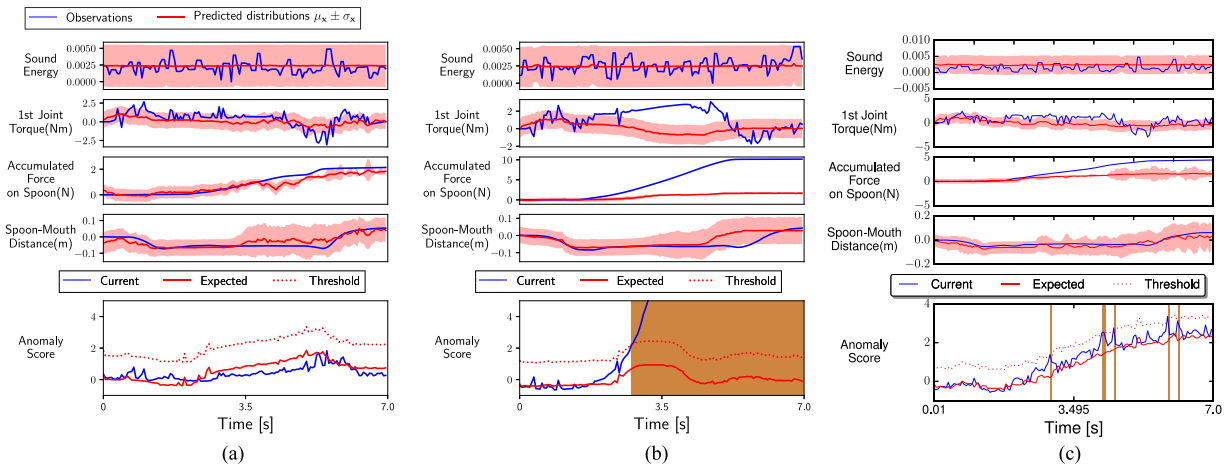 Observations Predicted distributions μₓ ± σₓ
Sound Energy
0.0050
0.0025
0.0000
1st Joint Torque(Nm)
2.5
0.0
−2.5
Accumulated Force on Spoon(N)
2
0
Spoon-Mouth Distance(m)
0.1
0.0
−0.1
Current Expected Threshold
Anomaly Score
4
2
0
0.0 3.5 7.0
Time [s]
(a)
Sound Energy
0.0050
0.0025
0.0000
1st Joint Torque(Nm)
2
0
−2
Accumulated Force on Spoon(N)
10
5
0
Spoon-Mouth Distance(m)
0.1
0.0
−0.1
Current Expected Threshold
Anomaly Score
4
2
0
0.0 3.5 7.0
Time [s]
(b)
Sound Energy
0.010
0.005
0.000
−0.005
1st Joint Torque(Nm)
5
0
−5
Accumulated Force on Spoon(N)
5
0
−5
Spoon-Mouth Distance(m)
0.2
0.0
−0.2
Current Expected Threshold
Anomaly Score
4
2
0
0.01 3.495 7.0
Time [s]
(c)